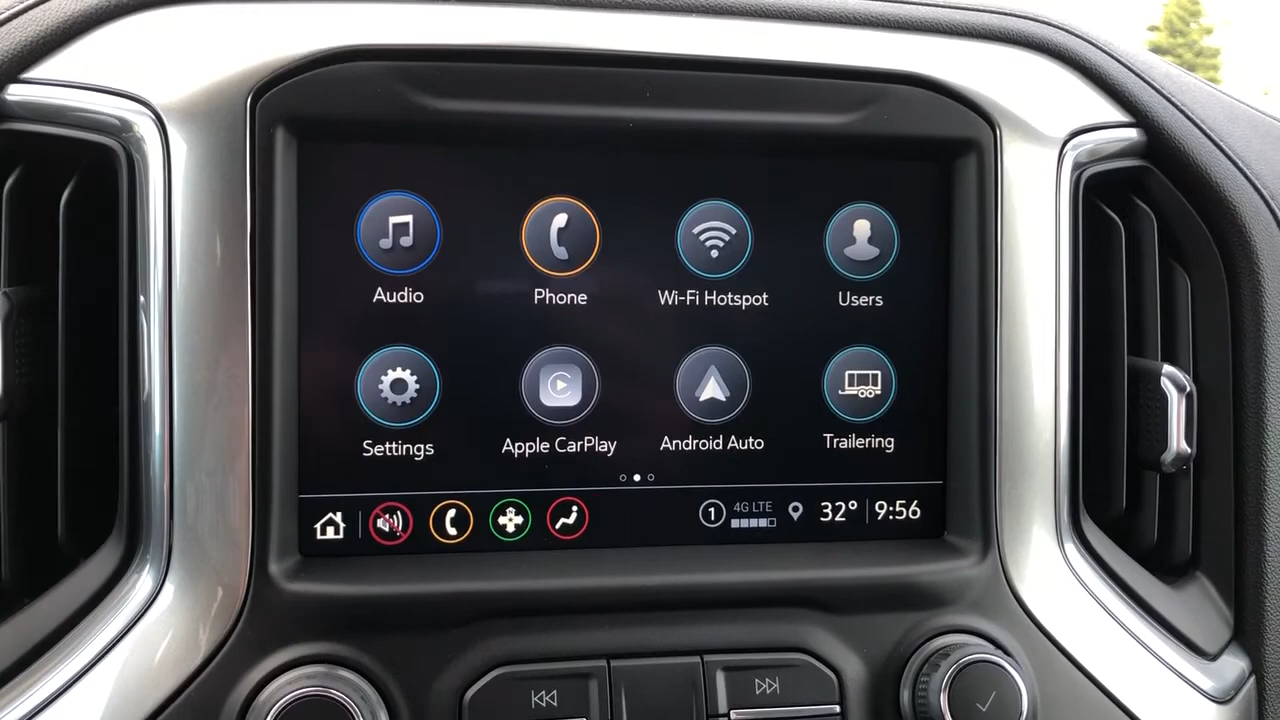 Audio Phone Wi-Fi Hotspot Users
Settings Apple CarPlay Android Auto Trailering
1 4G LTE 32° 9:56